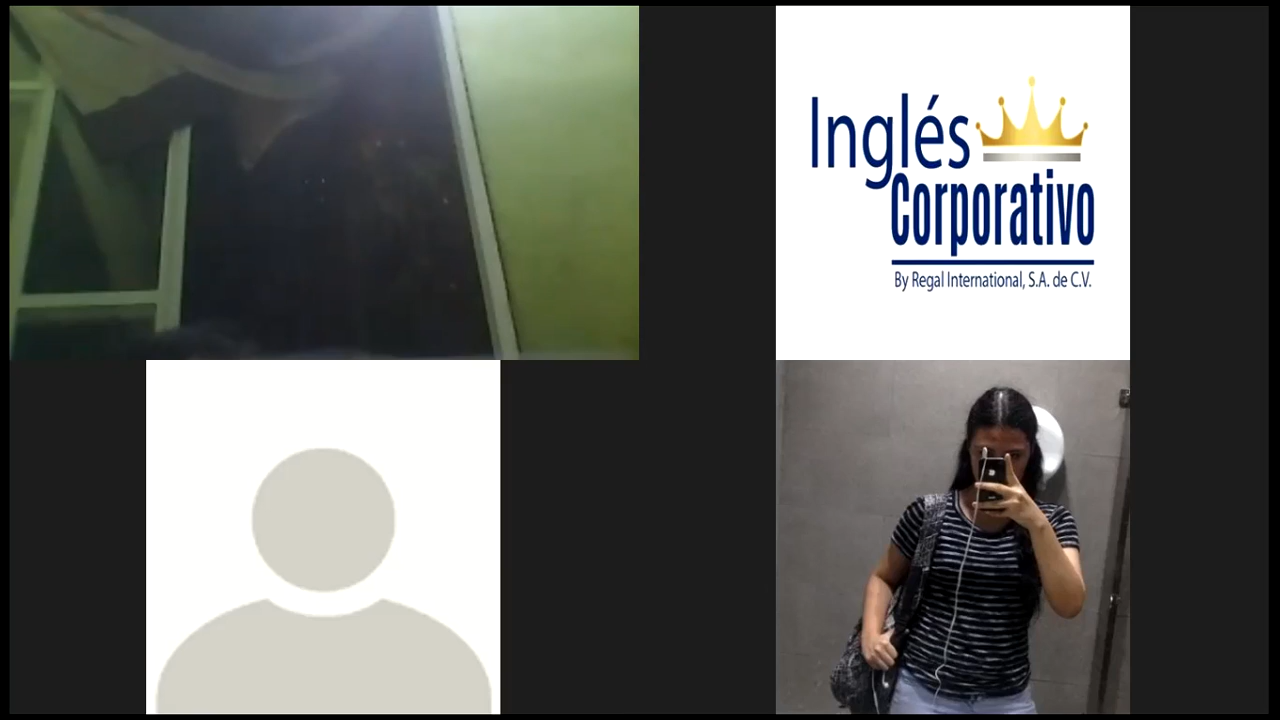 Inglés
Corporativo
By Regal International, S.A. de C.V.